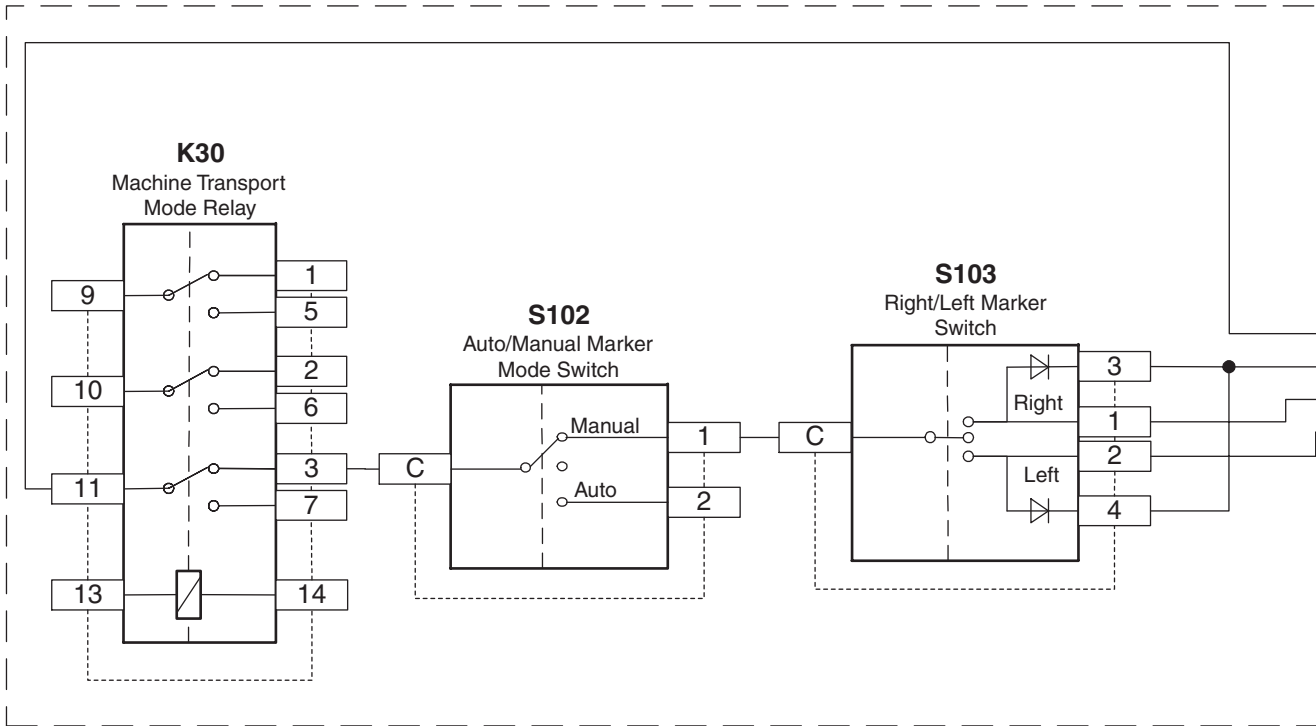 K30
Machine Transport
Mode Relay
9
10
11
13
1
5
2
6
3
7
14
S102
Auto/Manual Marker
Mode Switch
C
Manual
Auto
1
2
S103
Right/Left Marker
Switch
C
Right
Left
3
1
2
4